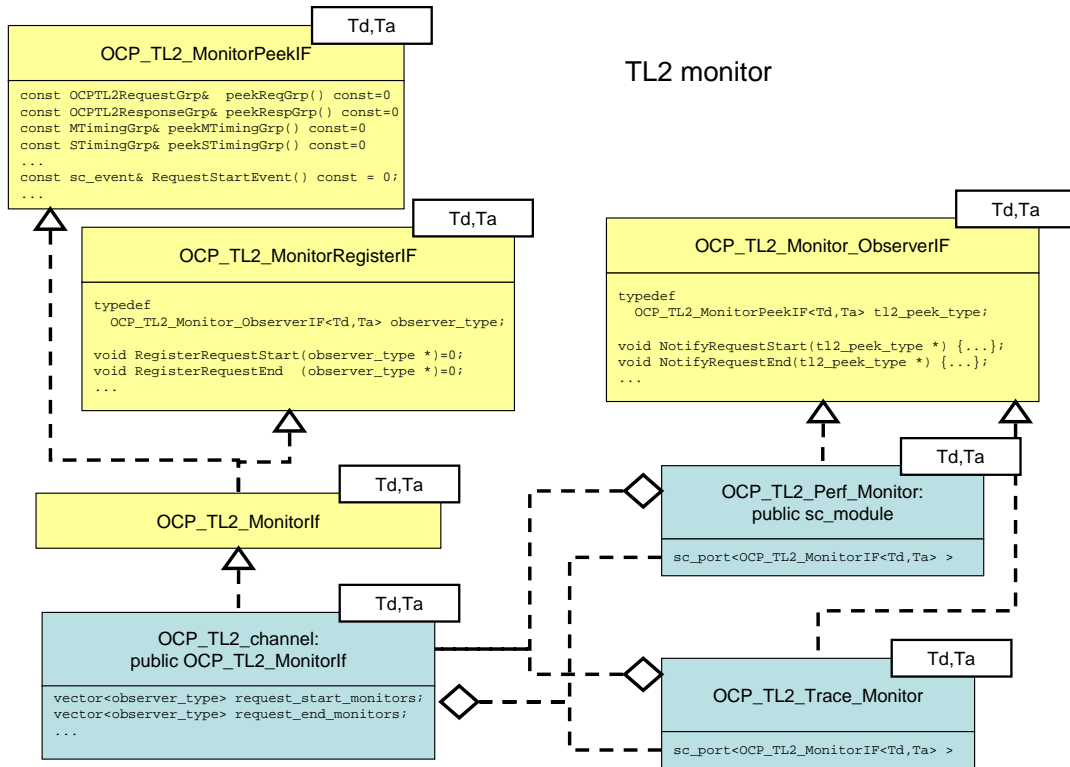 Td,Ta
OCP_TL2_MonitorPeekIF
const OCPTL2RequestGrp&  peekReqGrp() const=0
const OCPTL2ResponseGrp& peekRespGrp() const=0
const MTimingGrp& peekMTimingGrp() const=0
const STimingGrp& peekSTimingGrp() const=0
...
const sc_event& RequestStartEvent() const = 0;
...
TL2 monitor
Td,Ta
OCP_TL2_MonitorRegisterIF
typedef
OCP_TL2_Monitor_ObserverIF<Td,Ta> observer_type;
void RegisterRequestStart(observer_type *)=0;
void RegisterRequestEnd  (observer_type *)=0;
...
Td,Ta
OCP_TL2_Monitor_ObserverIF
typedef
OCP_TL2_MonitorPeekIF<Td,Ta> tl2_peek_type;
void NotifyRequestStart(tl2_peek_type *) {...};
void NotifyRequestEnd(tl2_peek_type *) {...};
...
Td,Ta
OCP_TL2_MonitorIf
Td,Ta
OCP_TL2_Perf_Monitor:
public sc_module
sc_port<OCP_TL2_MonitorIF<Td,Ta> >
Td,Ta
OCP_TL2_channel:
public OCP_TL2_MonitorIf
vector<observer_type> request_start_monitors;
vector<observer_type> request_end_monitors;
...
Td,Ta
OCP_TL2_Trace_Monitor
sc_port<OCP_TL2_MonitorIF<Td,Ta> >